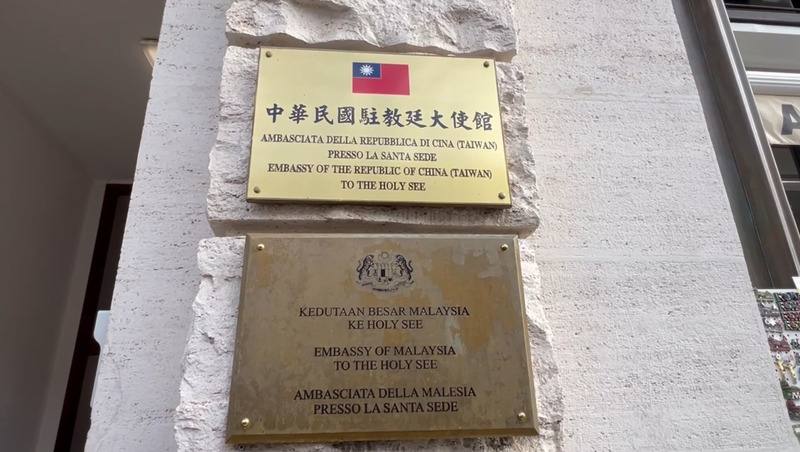 中華民國駐教廷大使館
AMBASCIATA DELLA REPUBBLICA DI CINA (TAIWAN)
PRESSO LA SANTA SEDE
EMBASSY OF THE REPUBLIC OF CHINA (TAIWAN)
TO THE HOLY SEE
KEDUTAAN BESAR MALAYSIA
KE HOLY SEE
EMBASSY OF MALAYSIA
TO THE HOLY SEE
AMBASCIATA DELLA MALESIA
PRESSO LA SANTA SEDE